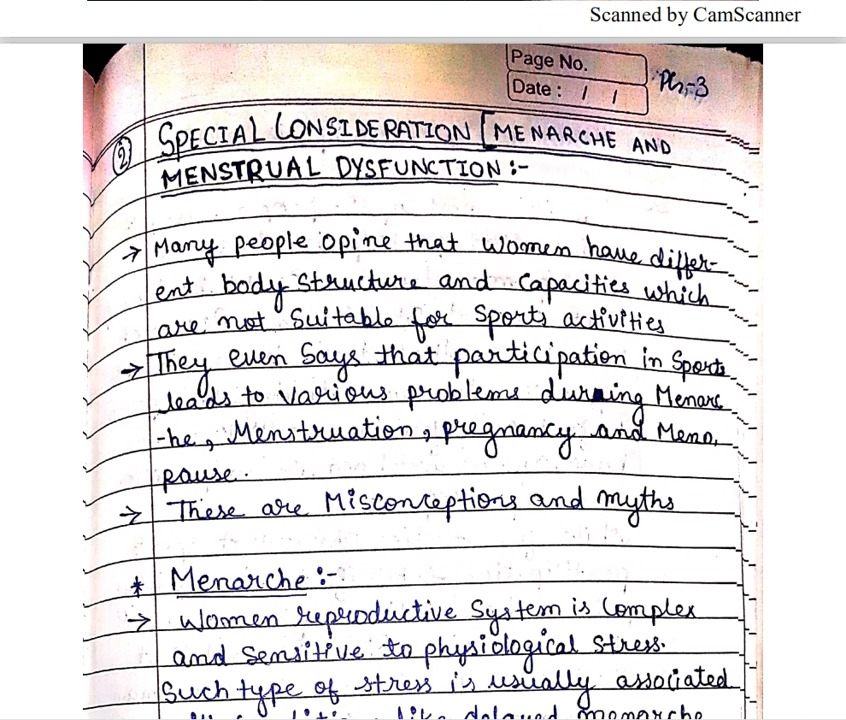 Scanned by CamScanner
Page No.
Date : / /
② SPECIAL CONSIDERATION [MENARCHE AND
MENSTRUAL DYSFUNCTION :-
→ Many people opine that women have differ-
ent body structure and capacities which
are not suitable for sports activities
→ They even says that participation in sports
leads to various problems during Menarc
-he, Menstruation, pregnancy and Meno,
pause.
→ These are Misconceptions and myths
* Menarche :-
→ Women reproductive system is complex
and sensitive to physiological stress.
Such type of stress is usually associated
like delayed menarche